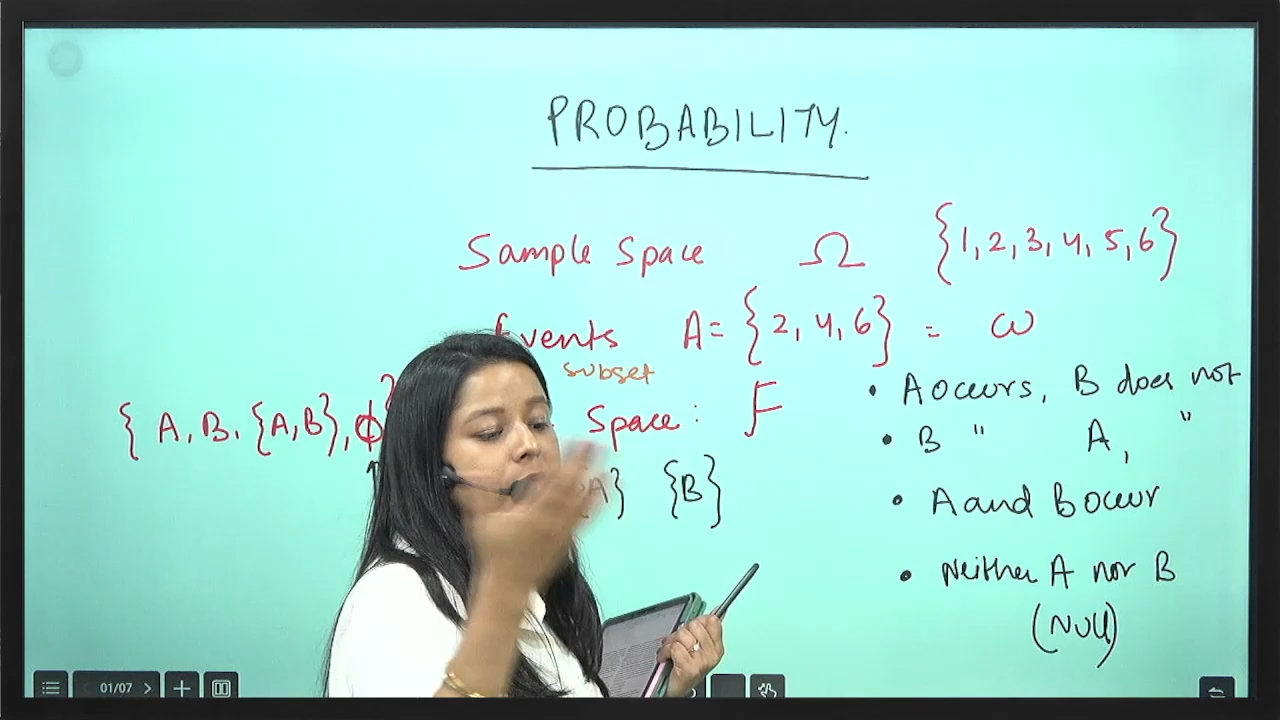 PROBABILITY.
Sample Space Ω {1, 2, 3, 4, 5, 6}
Events A = {2, 4, 6} = ω
subset
Space: F
{ A, B, {A,B}, ϕ
{A} {B}
• A occurs, B does not
• B " A, "
• A and B occur
• Neither A nor B
(Null)
01/07